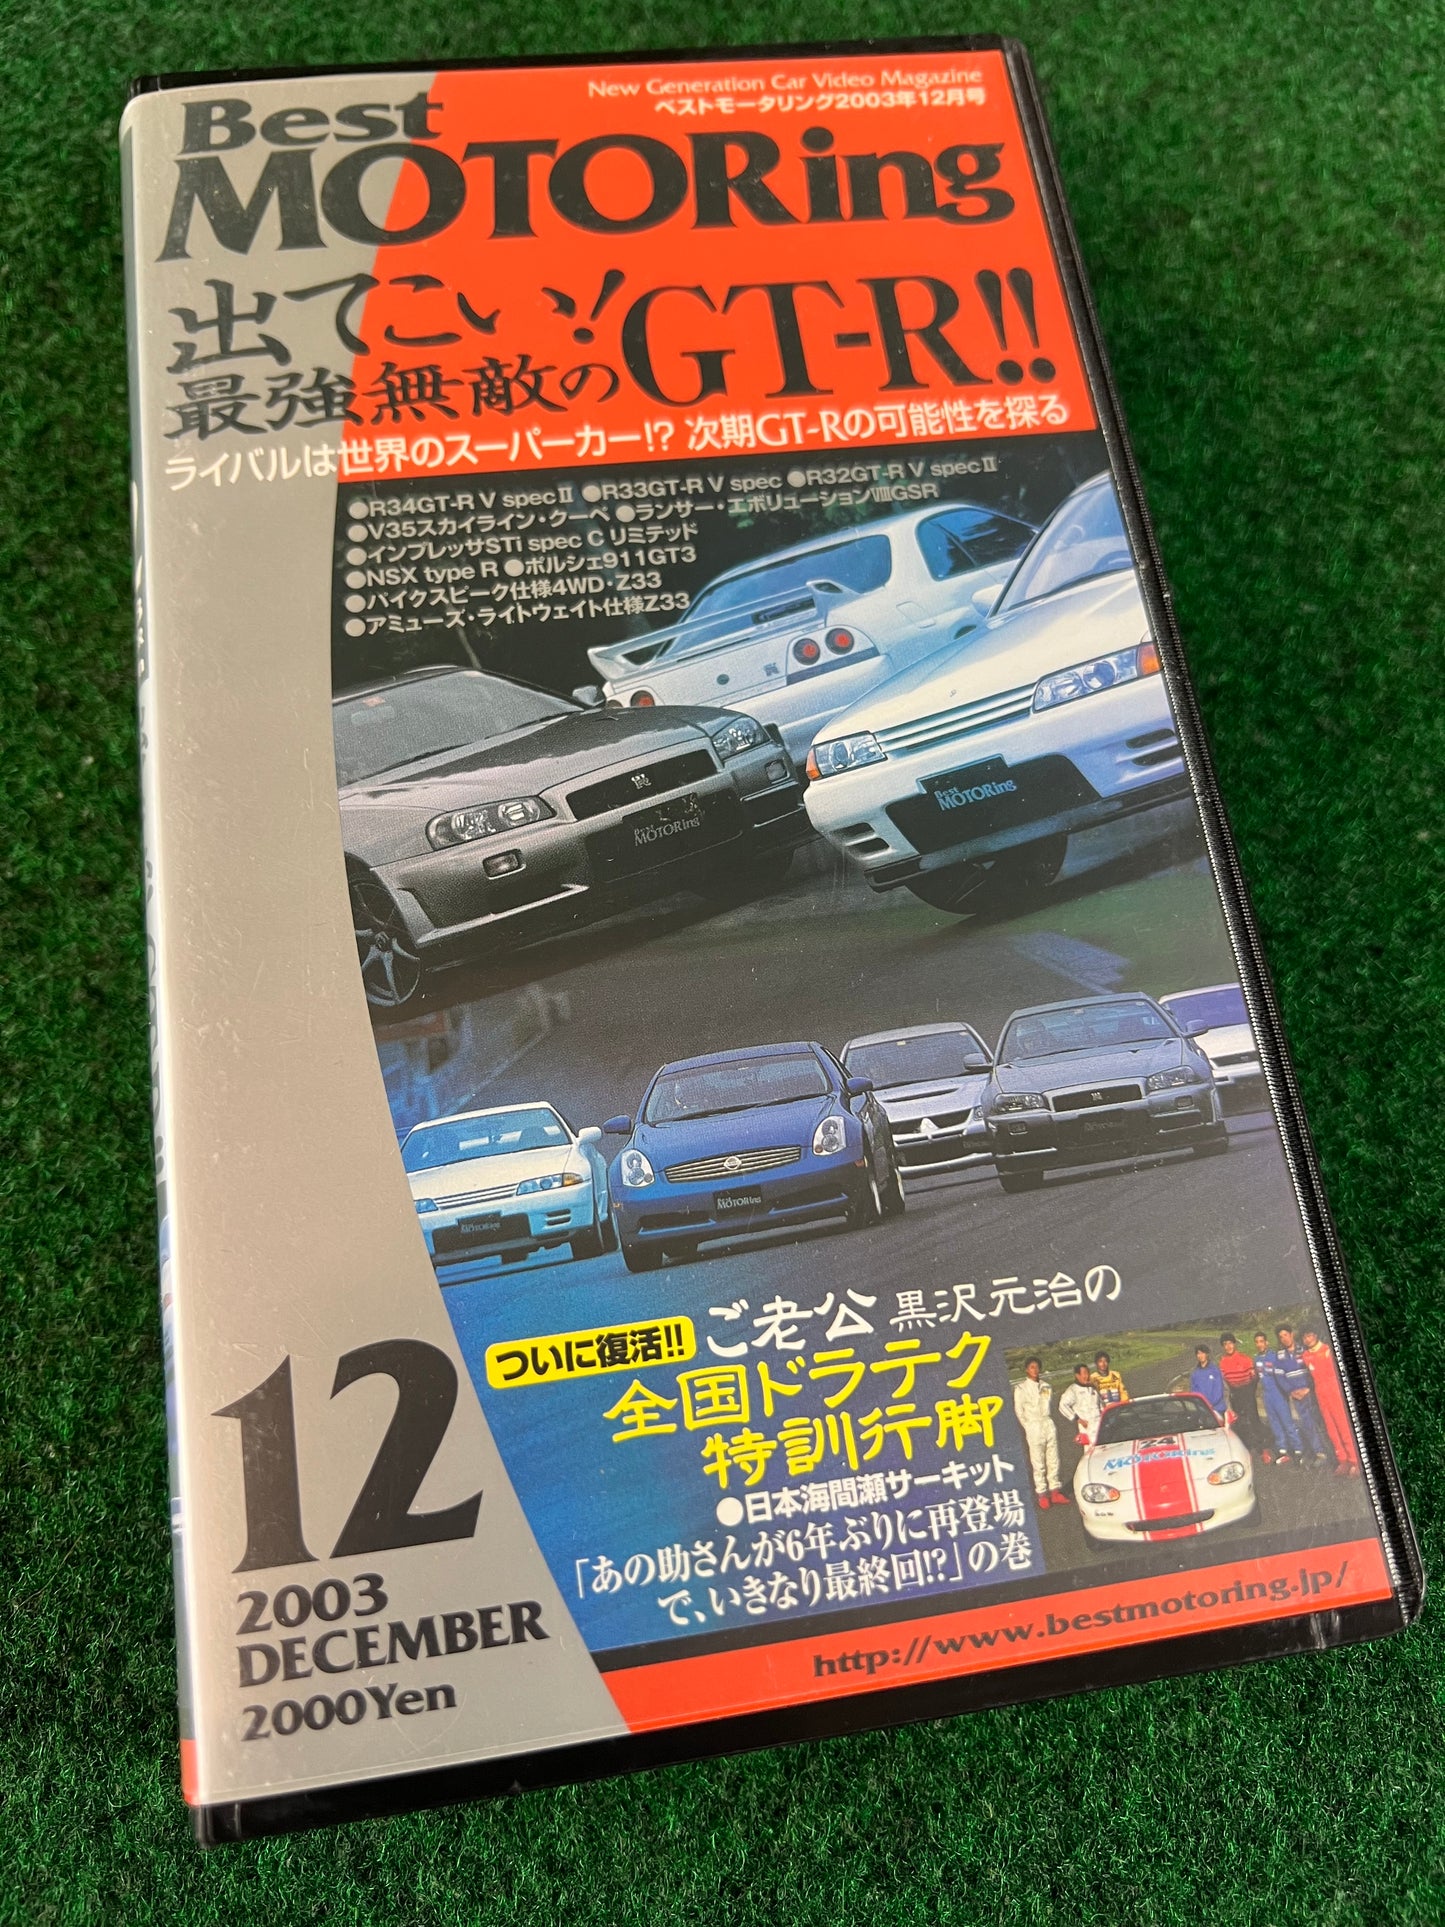 New Generation Car Video Magazine
ベストモータリング2003年12月号
Best
MOTORing
出てこい!
最強無敵のGT-R!!
ライバルは世界のスーパーカー!? 次期GT-Rの可能性を探る
●R34GT-R V specⅡ ●R33GT-R V spec ●R32GT-R V specⅡ
●V35スカイライン・クーペ ●ランサー・エボリューションⅧGSR
●インプレッサSTi spec C リミテッド
●NSX type R ●ポルシェ911GT3
●パイクスピーク仕様4WD・Z33
●アミューズ・ライトウェイト仕様Z33
Best
MOTORing
Best
MOTORing
MOTORing
ついに復活!!
ご老公 黒沢元治の
全国ドラテク
特訓行脚
●日本海間瀬サーキット
「あの助さんが6年ぶりに再登場
で、いきなり最終回!?」の巻
24
MOTORing
12
2003
DECEMBER
2000Yen
http://www.bestmotoring.jp/